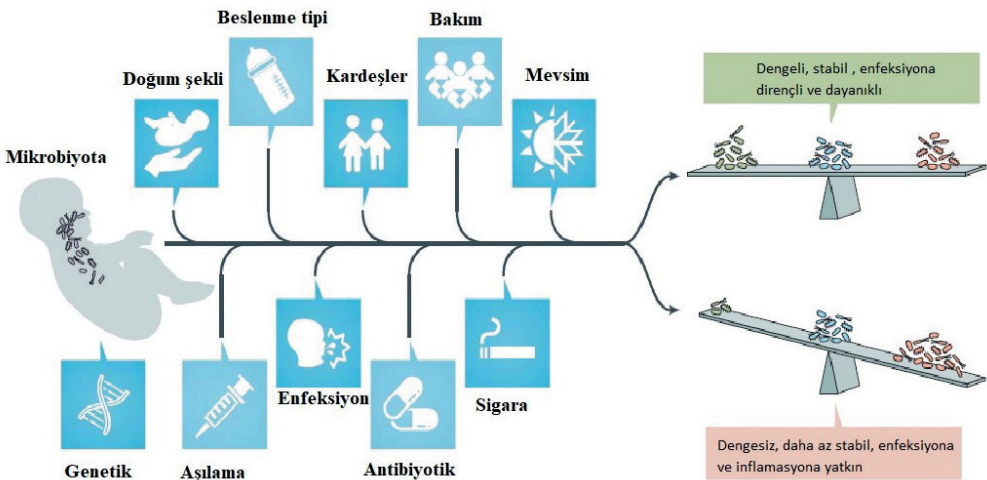 Beslenme tipi
Bakım
Doğum şekli
Kardeşler
Mevsim
Mikrobiyota
Dengeli, stabil , enfeksiyona
dirençli ve dayanıklı
Genetik
Aşılama
Enfeksiyon
Antibiyotik
Sigara
Dengesiz, daha az stabil, enfeksiyona
ve inflamasyona yatkın